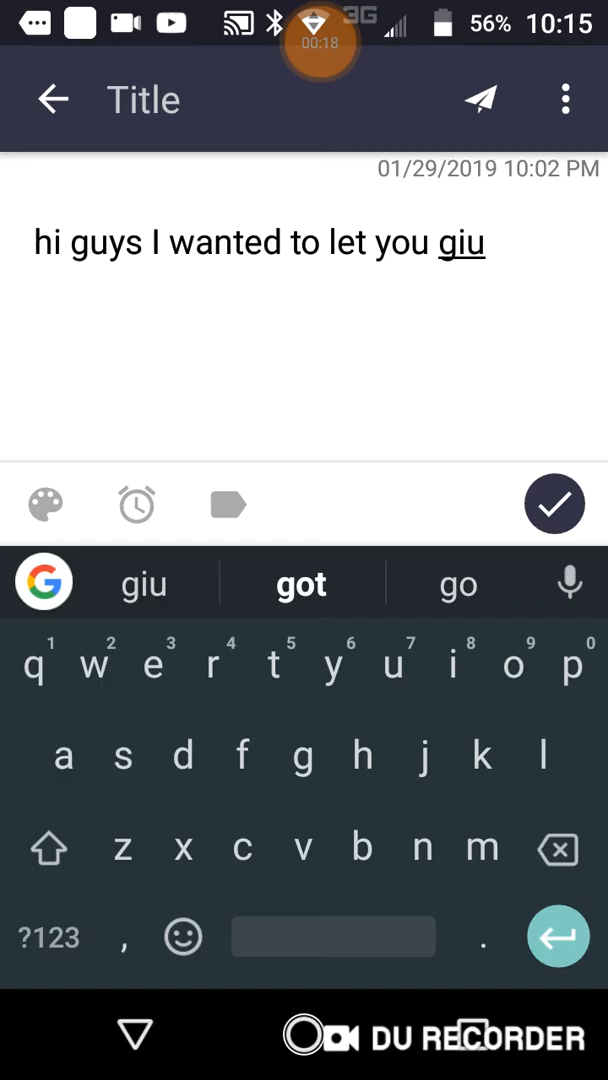 00:18
3G
56% 10:15
Title
01/29/2019 10:02 PM
hi guys I wanted to let you giu
G giu got go
1 2 3 4 5 6 7 8 9 0
q w e r t y u i o p
a s d f g h j k l
z x c v b n m
?123 , .
DU RECORDER